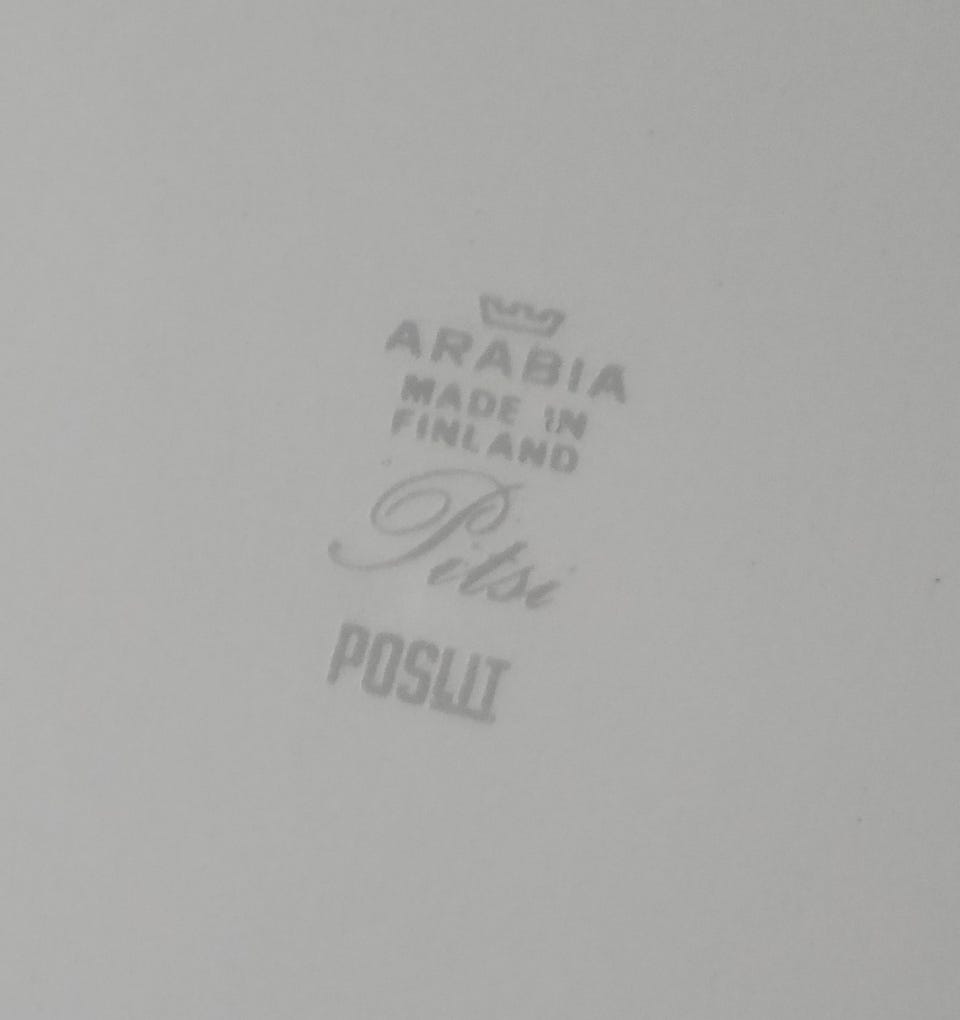 ARABIA
MADE IN
FINLAND
Pitsi
POSLIT